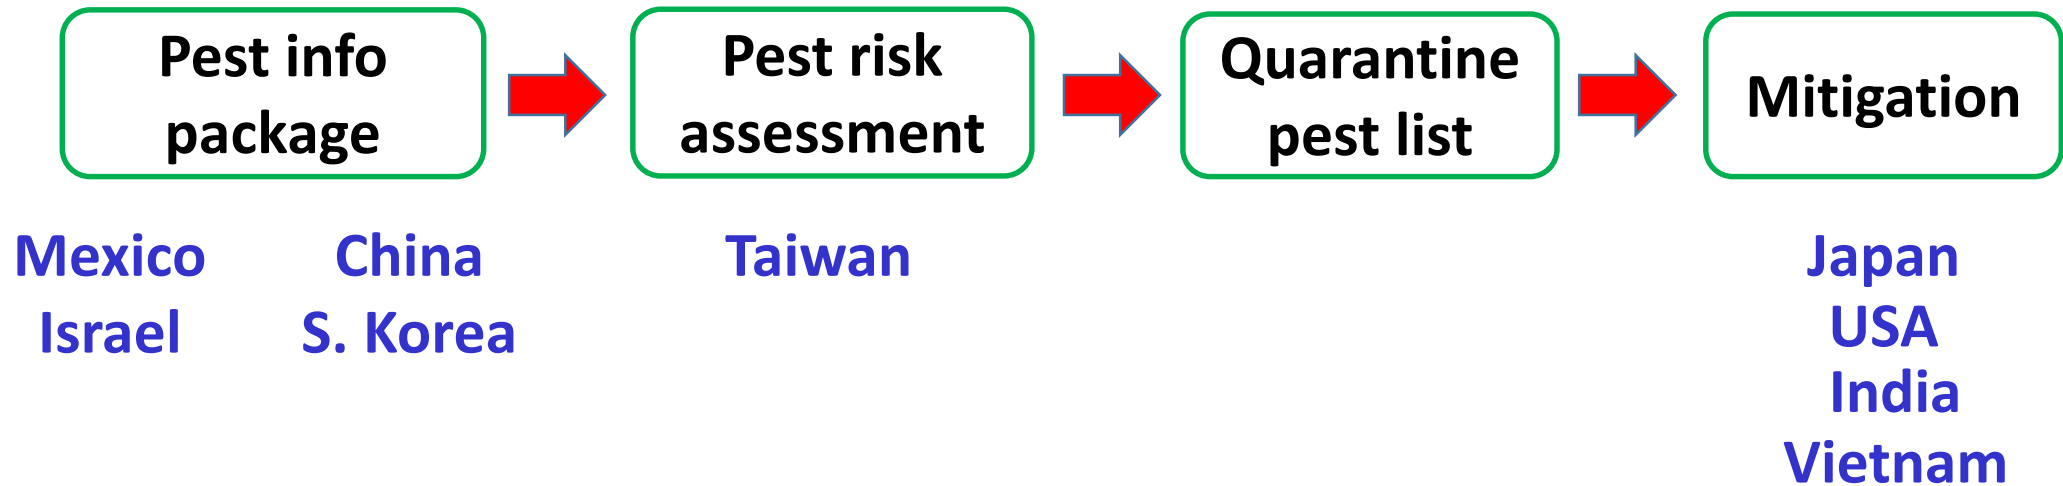 Pest info
package
Pest risk
assessment
Quarantine
pest list
Mitigation
Mexico
Israel
China
S. Korea
Taiwan
Japan
USA
India
Vietnam